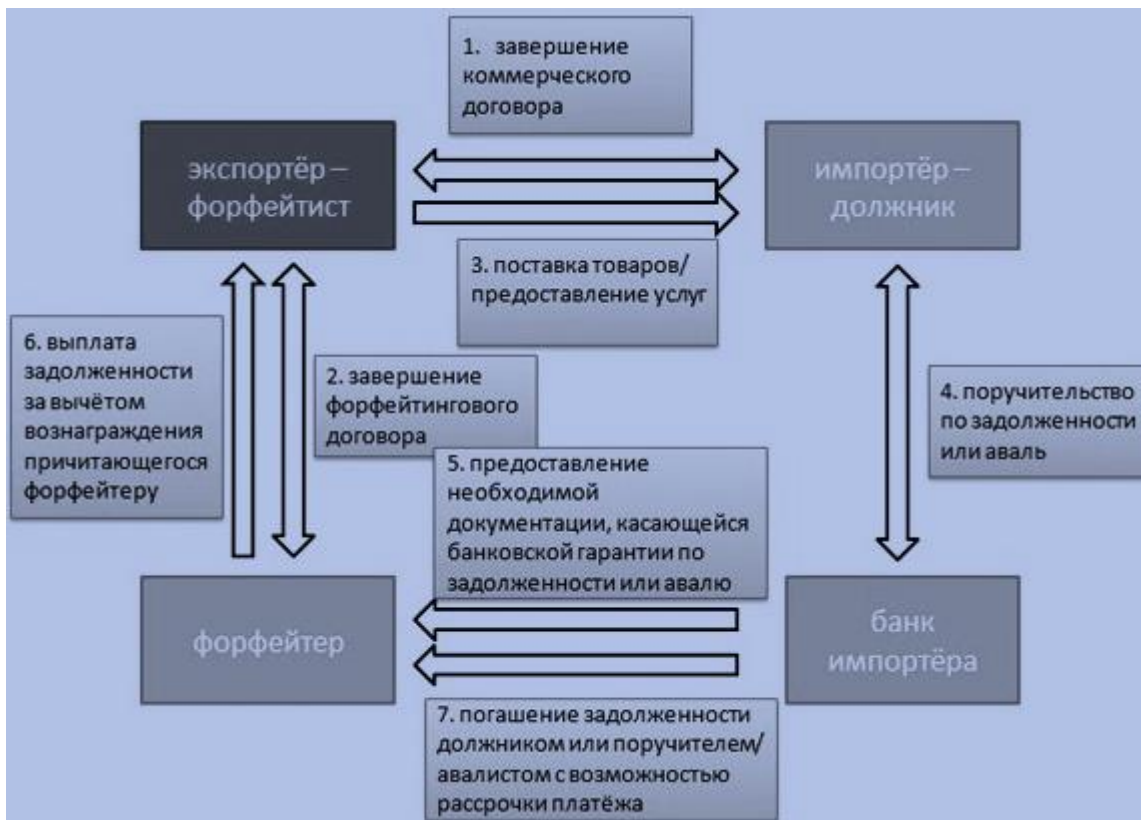 1. завершение
коммерческого
договора
экспортёр –
форфейтист
импортёр –
должник
3. поставка товаров/
предоставление услуг
6. выплата
задолженности
за вычётом
вознаграждения
причитающегося
форфейтеру
2. завершение
форфейтингового
договора
4. поручительство
по задолженности
или аваль
5. предоставление
необходимой
документации, касающейся
банковской гарантии по
задолженности или авалю
форфейтер
банк
импортёра
7. погашение задолженности
должником или поручителем/
авалистом с возможностью
рассрочки платёжа